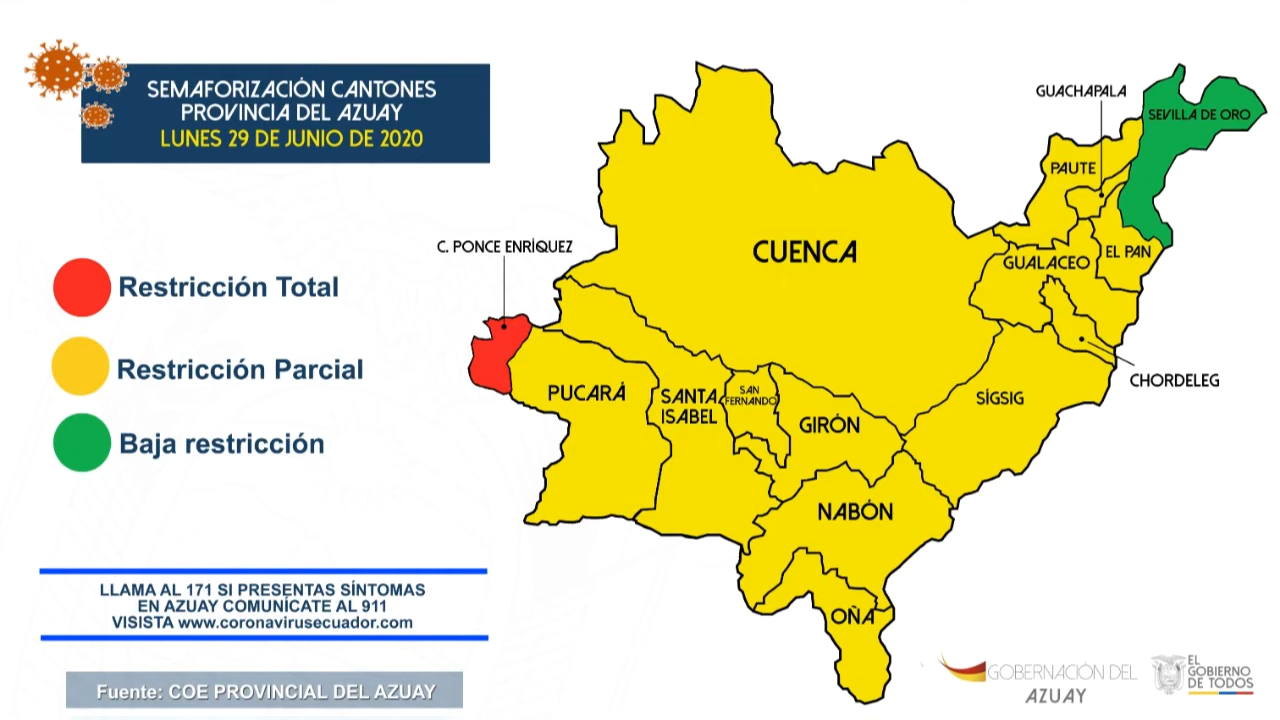 SEMAFORIZACIÓN CANTONES
PROVINCIA DEL AZUAY
LUNES 29 DE JUNIO DE 2020
Restricción Total
Restricción Parcial
Baja restricción
LLAMA AL 171 SI PRESENTAS SÍNTOMAS
EN AZUAY COMUNÍCATE AL 911
VISISTA www.coronavirusecuador.com
Fuente: COE PROVINCIAL DEL AZUAY
GUACHAPALA
SEVILLA DE ORO
PAUTE
C. PONCE ENRÍQUEZ
CUENCA
EL PAN
GUALACEO
CHORDELEG
PUCARÁ
SANTA
ISABEL
SAN
FERNANDO
GIRÓN
SÍGSIG
NABÓN
OÑA
GOBERNACIÓN DEL
AZUAY
EL
GOBIERNO
DE TODOS